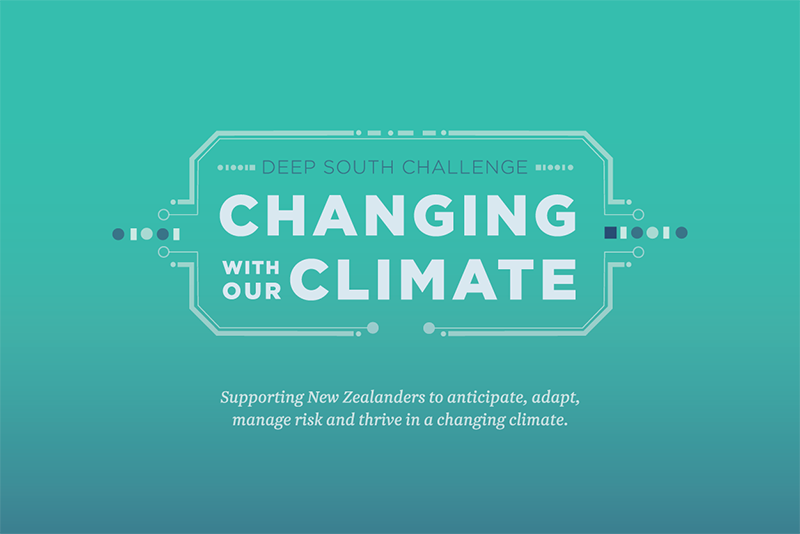 DEEP SOUTH CHALLENGE
CHANGING
WITH OUR CLIMATE
Supporting New Zealanders to anticipate, adapt,
manage risk and thrive in a changing climate.